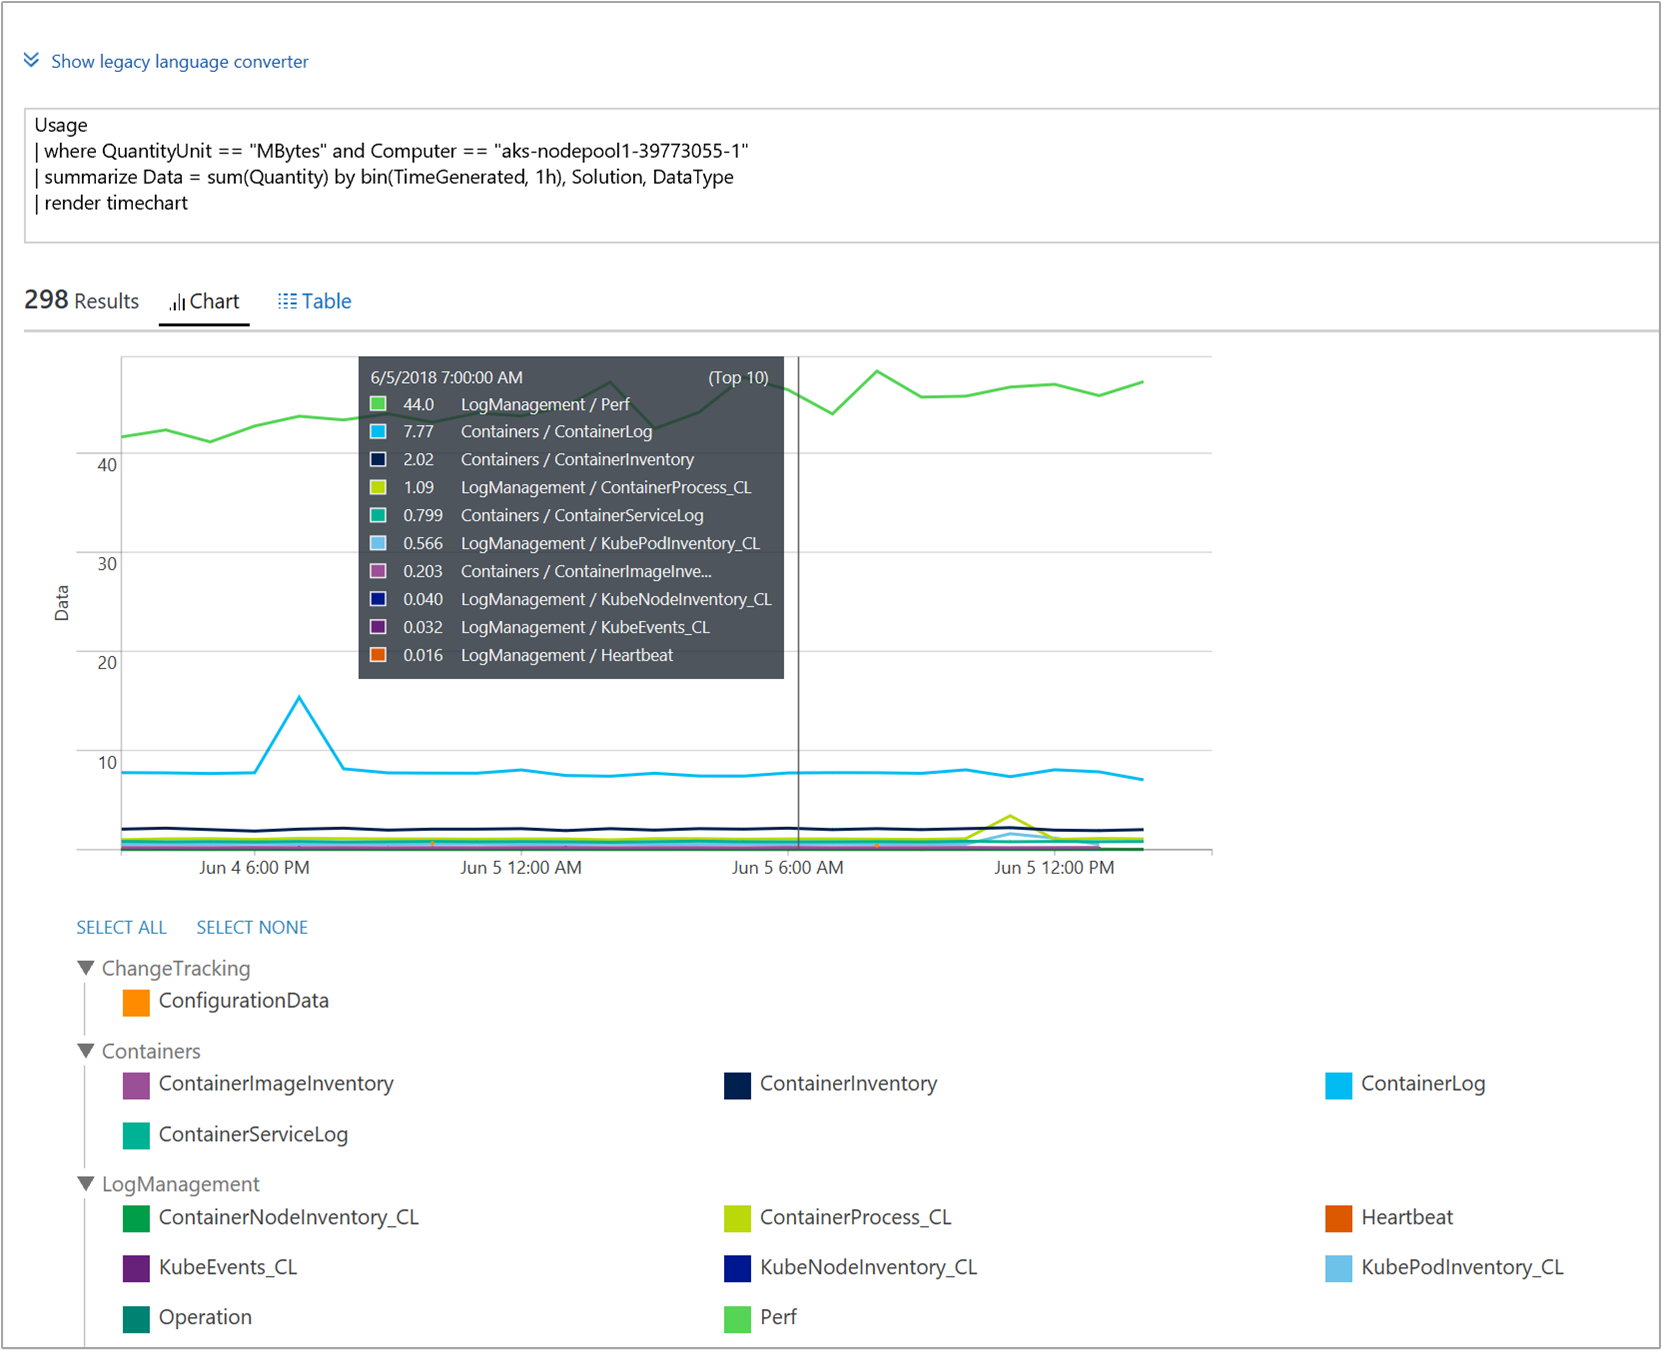 Show legacy language converter
Usage
| where QuantityUnit == "MBytes" and Computer == "aks-nodepool1-39773055-1"
| summarize Data = sum(Quantity) by bin(TimeGenerated, 1h), Solution, DataType
| render timechart
298 Results Chart Table
6/5/2018 7:00:00 AM (Top 10)
44.0 LogManagement / Perf
7.77 Containers / ContainerLog
2.02 Containers / ContainerInventory
1.09 LogManagement / ContainerProcess_CL
0.799 Containers / ContainerServiceLog
0.566 LogManagement / KubePodInventory_CL
0.203 Containers / ContainerImageInve...
0.040 LogManagement / KubeNodeInventory_CL
0.032 LogManagement / KubeEvents_CL
0.016 LogManagement / Heartbeat
40
30
20
10
Data
Jun 4 6:00 PM Jun 5 12:00 AM Jun 5 6:00 AM Jun 5 12:00 PM
SELECT ALL SELECT NONE
ChangeTracking
ConfigurationData
Containers
ContainerImageInventory ContainerInventory ContainerLog
ContainerServiceLog
LogManagement
ContainerNodeInventory_CL ContainerProcess_CL Heartbeat
KubeEvents_CL KubeNodeInventory_CL KubePodInventory_CL
Operation Perf